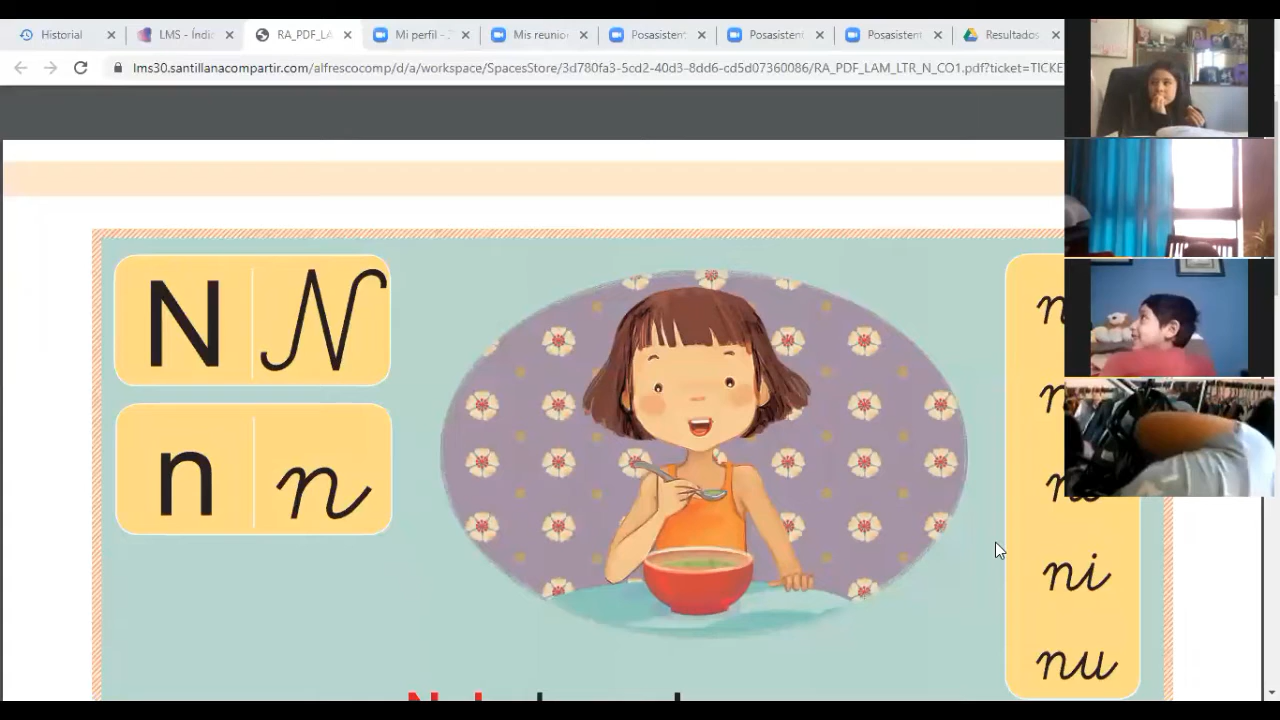 Historial
LMS - Índi
RA_PDF_LA
Mi perfil - Z
Mis reunion
Posasistent
Posasistent
Posasistent
Resultados
lms30.santillanacompartir.com/alfrescocomp/d/a/workspace/SpacesStore/3d780fa3-5cd2-40d3-8dd6-cd5d07360086/RA_PDF_LAM_LTR_N_CO1.pdf?ticket=TICKE
N N
n n
ni
nu